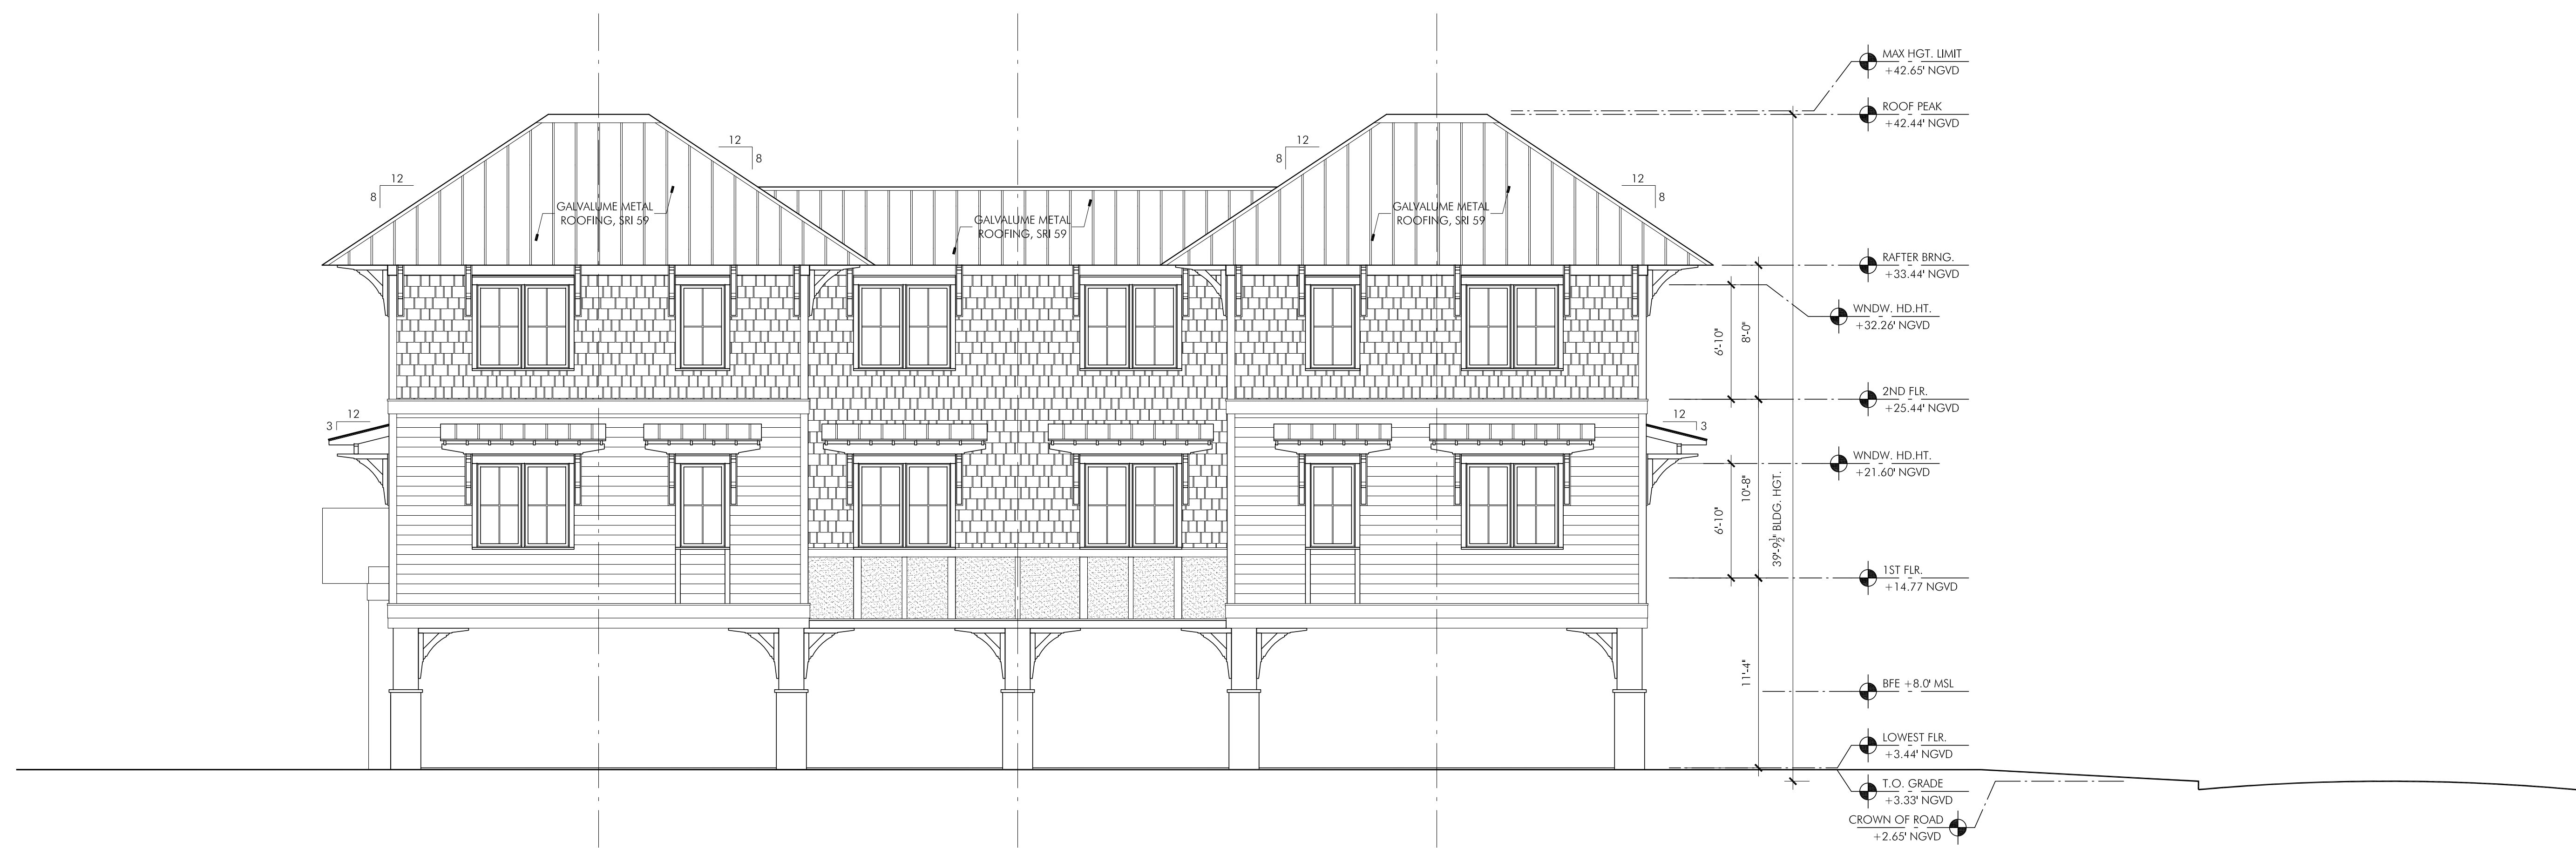 MAX HGT. LIMIT
+42.65' NGVD
ROOF PEAK
+42.44' NGVD
12
8
12
8
12
8
12
8
GALVALUME METAL
ROOFING, SRI 59
GALVALUME METAL
ROOFING, SRI 59
GALVALUME METAL
ROOFING, SRI 59
RAFTER BRNG.
+33.44' NGVD
WNDW. HD.HT.
+32.26' NGVD
6'-10"
8'-0"
2ND FLR.
+25.44' NGVD
12
3
12
3
WNDW. HD.HT.
+21.60' NGVD
6'-10"
10'-8"
39'-9½" BLDG. HGT.
1ST FLR.
+14.77 NGVD
11'-4"
BFE +8.0' MSL
LOWEST FLR.
+3.44' NGVD
T.O. GRADE
+3.33' NGVD
CROWN OF ROAD
+2.65' NGVD